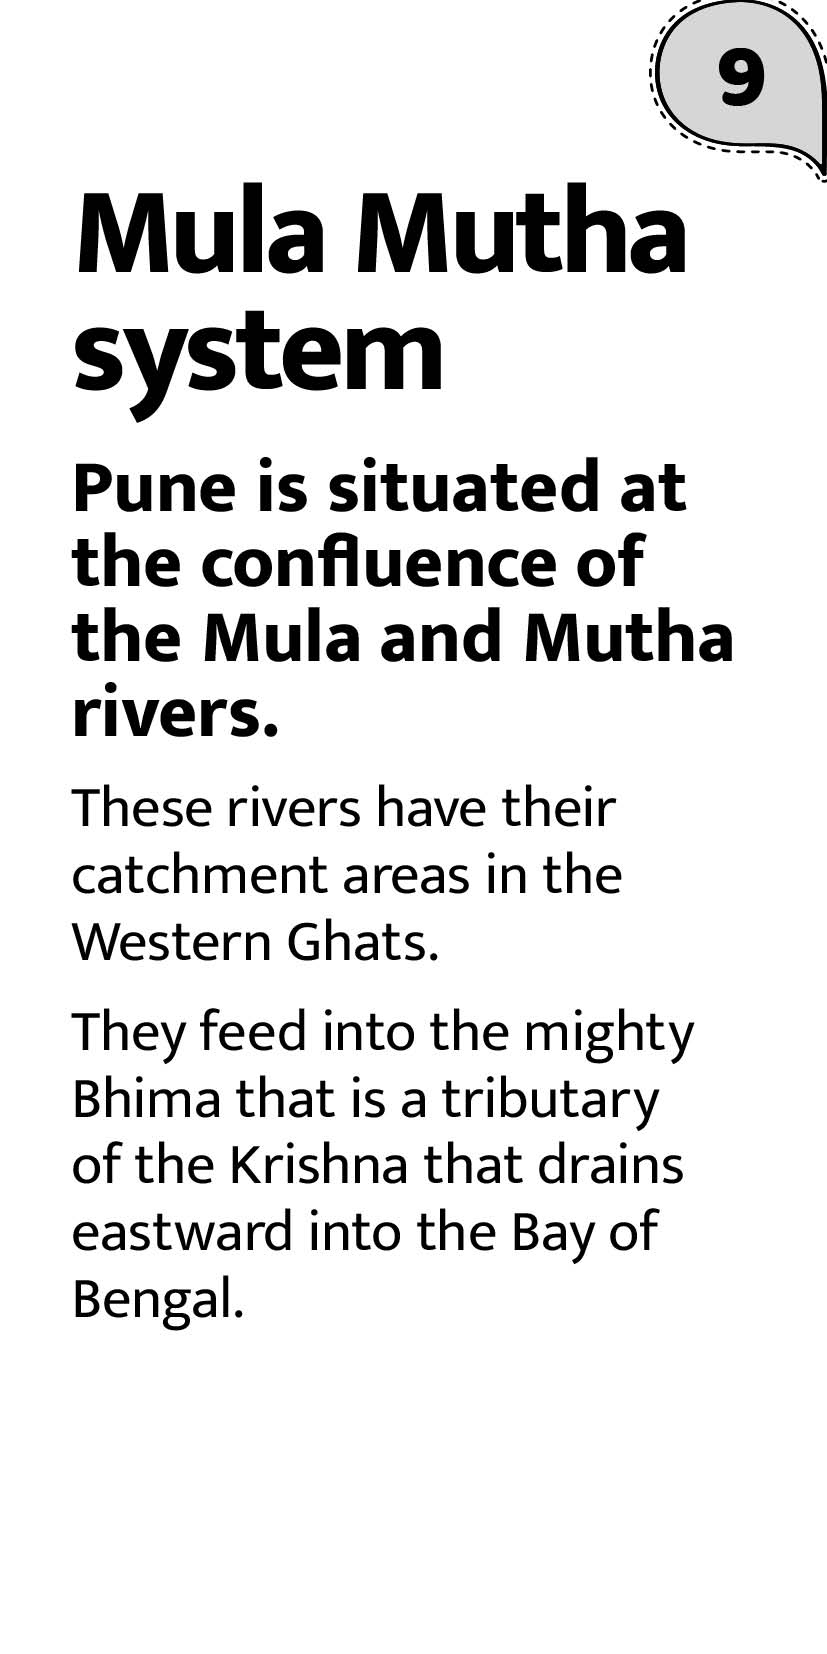 9
Mula Mutha
system
Pune is situated at
the confluence of
the Mula and Mutha
rivers.
These rivers have their
catchment areas in the
Western Ghats.
They feed into the mighty
Bhima that is a tributary
of the Krishna that drains
eastward into the Bay of
Bengal.